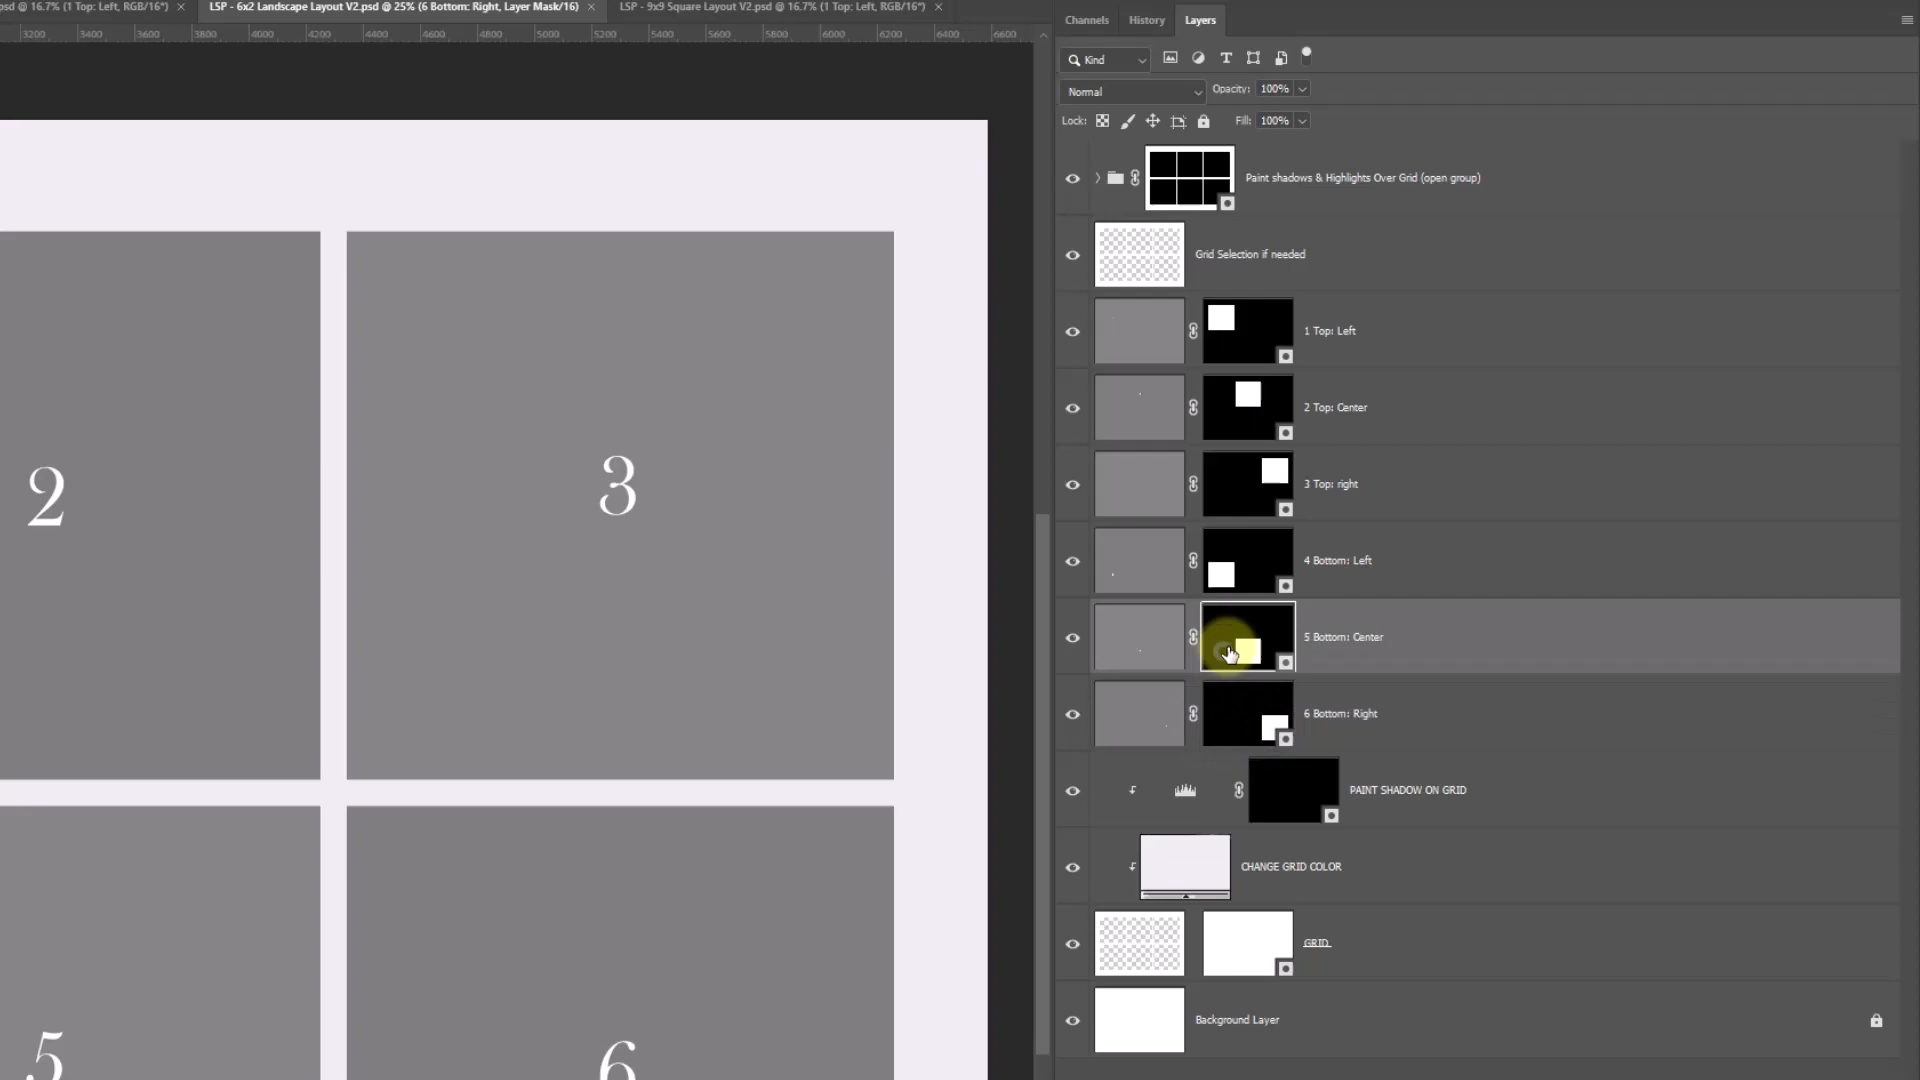 psd @ 16.7% (1 Top: Left, RGB/16*) ×
LSP - 6x2 Landscape Layout V2.psd @ 25% (6 Bottom: Right, Layer Mask/16) ×
LSP - 9x9 Square Layout V2.psd @ 16.7% (1 Top: Left, RGB/16*) ×
3200 3400 3600 3800 4000 4200 4400 4600 4800 5000 5200 5400 5600 5800 6000 6200 6400 6600
2
3
5
6
Channels History Layers
Kind
Normal Opacity: 100%
Lock: Fill: 100%
Paint shadows & Highlights Over Grid (open group)
Grid Selection if needed
1 Top: Left
2 Top: Center
3 Top: right
4 Bottom: Left
5 Bottom: Center
6 Bottom: Right
PAINT SHADOW ON GRID
CHANGE GRID COLOR
GRID
Background Layer